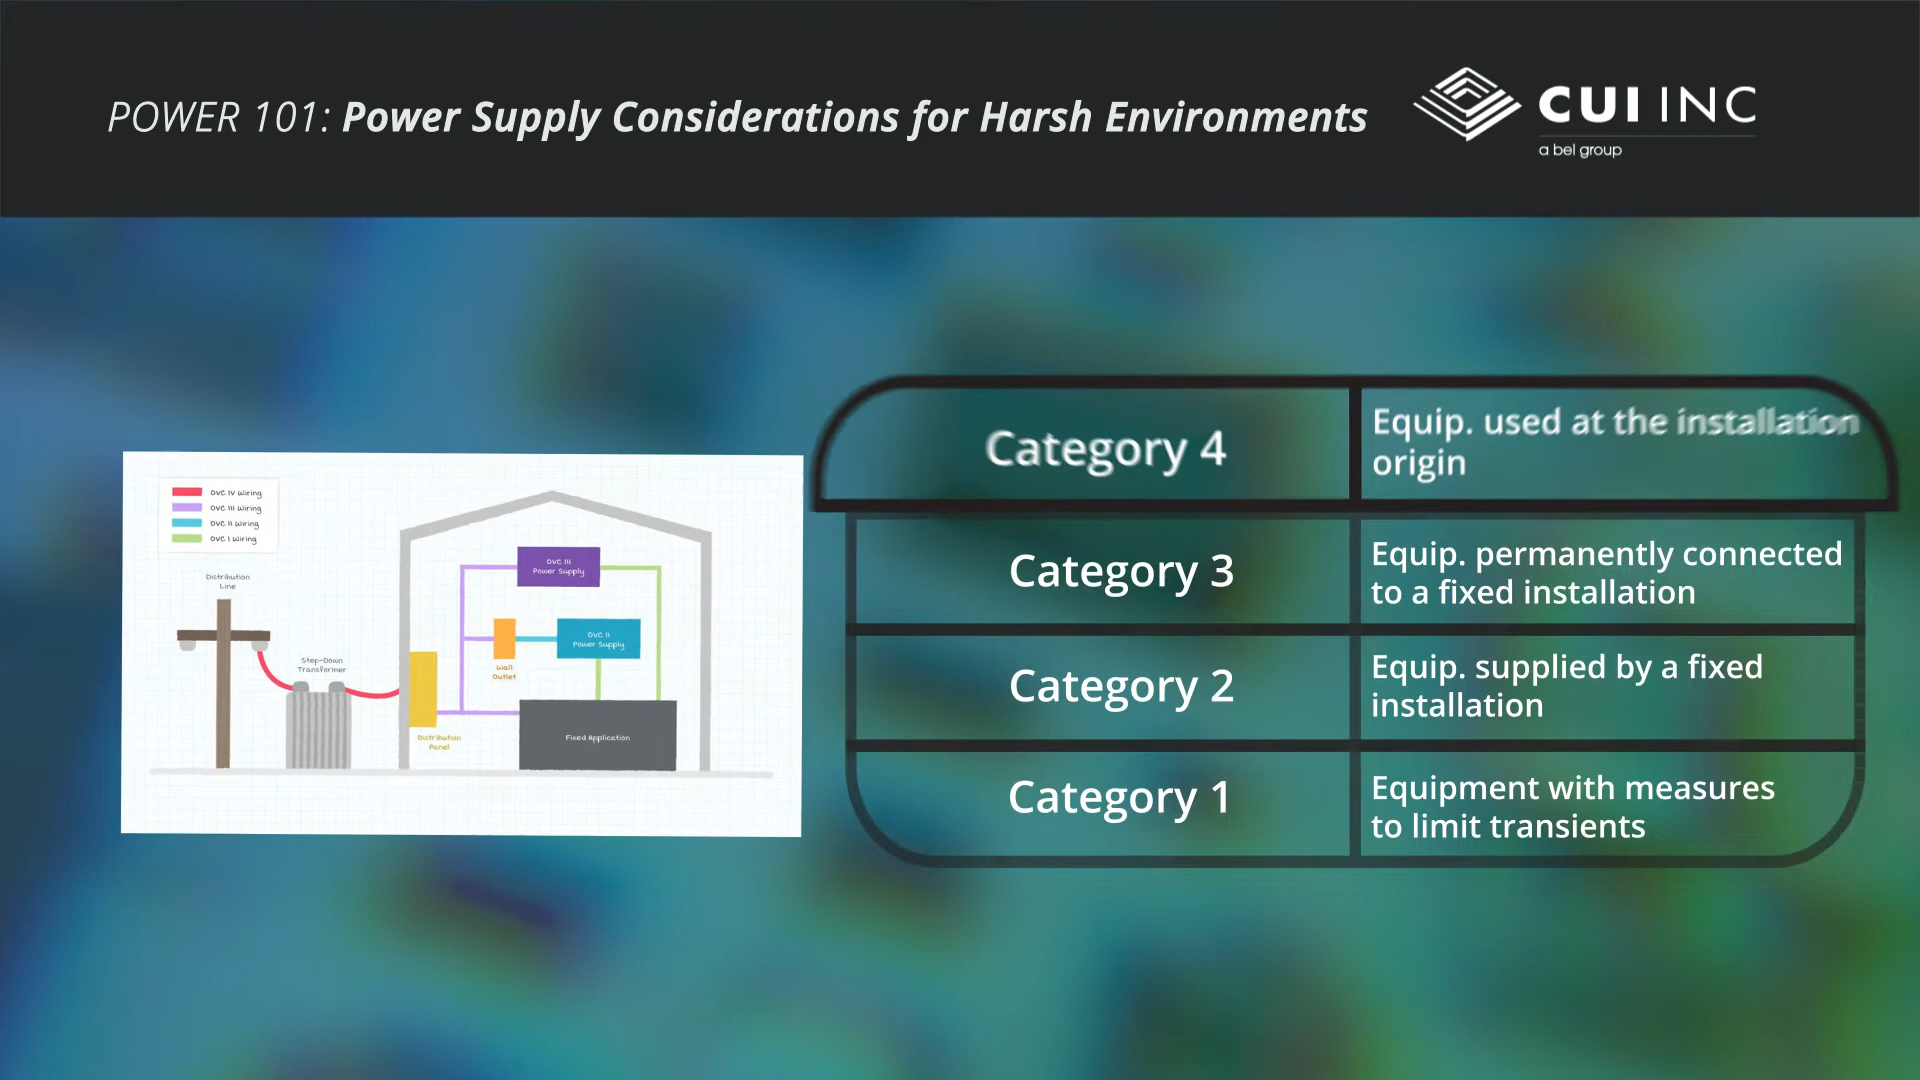 POWER 101: Power Supply Considerations for Harsh Environments
CUI INC
a bel group
OVC IV Wiring
OVC III Wiring
OVC II Wiring
OVC I Wiring
Distribution
Line
Step-Down
Transformer
OVC III
Power Supply
OVC II
Power Supply
Wall
Outlet
Distribution
Panel
Fixed Application
Category 4
Equip. used at the installation
origin
Category 3
Equip. permanently connected
to a fixed installation
Category 2
Equip. supplied by a fixed
installation
Category 1
Equipment with measures
to limit transients